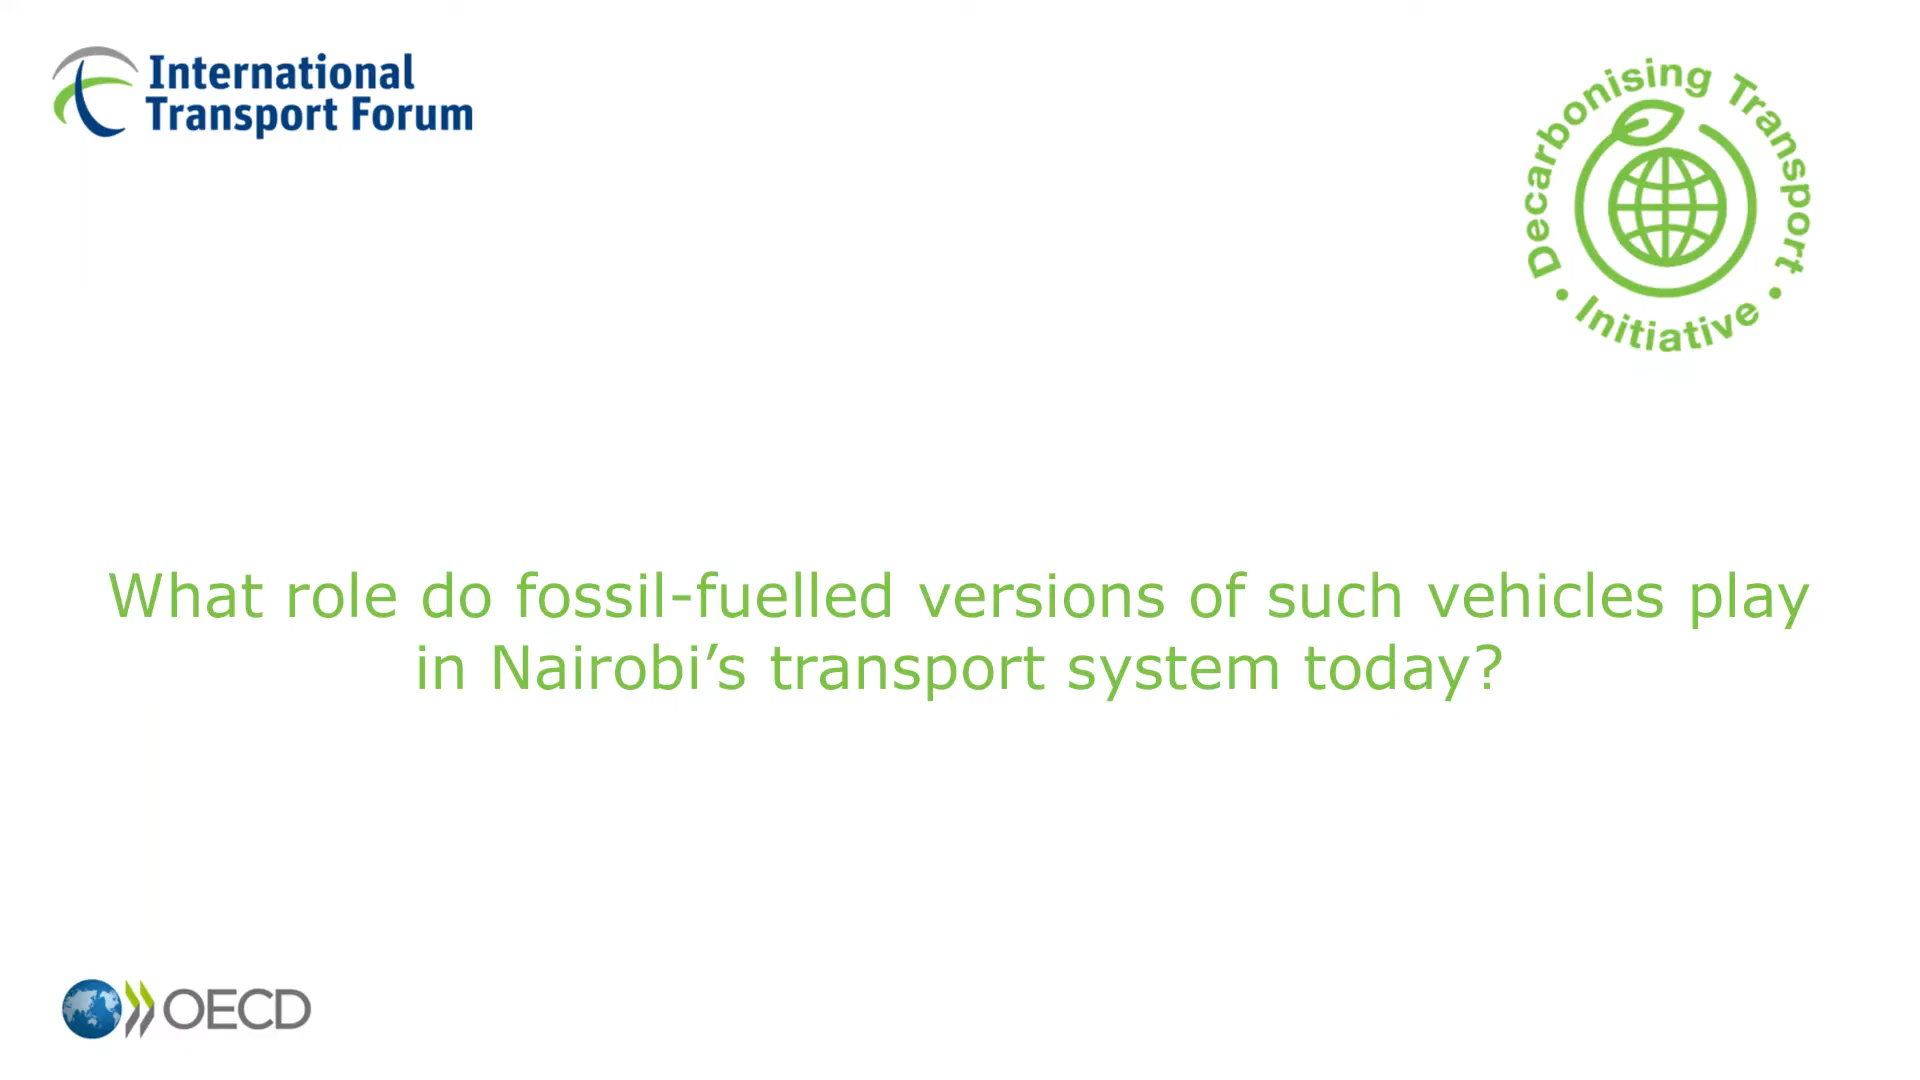 International
Transport Forum
Decarbonising Transport • Initiative •
What role do fossil-fuelled versions of such vehicles play
in Nairobi’s transport system today?
OECD